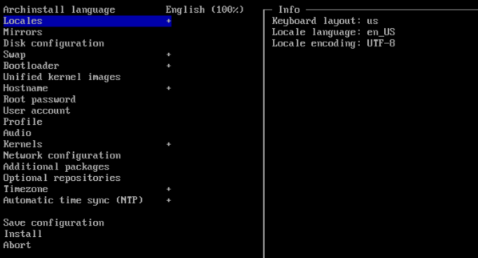 Archinstall language English (100%)
Locales +
Mirrors
Disk configuration
Swap +
Bootloader +
Unified kernel images
Hostname +
Root password
User account
Profile
Audio
Kernels +
Network configuration
Additional packages
Optional repositories
Timezone +
Automatic time sync (NTP) +
Save configuration
Install
Abort
Info
Keyboard layout: us
Locale language: en_US
Locale encoding: UTF-8